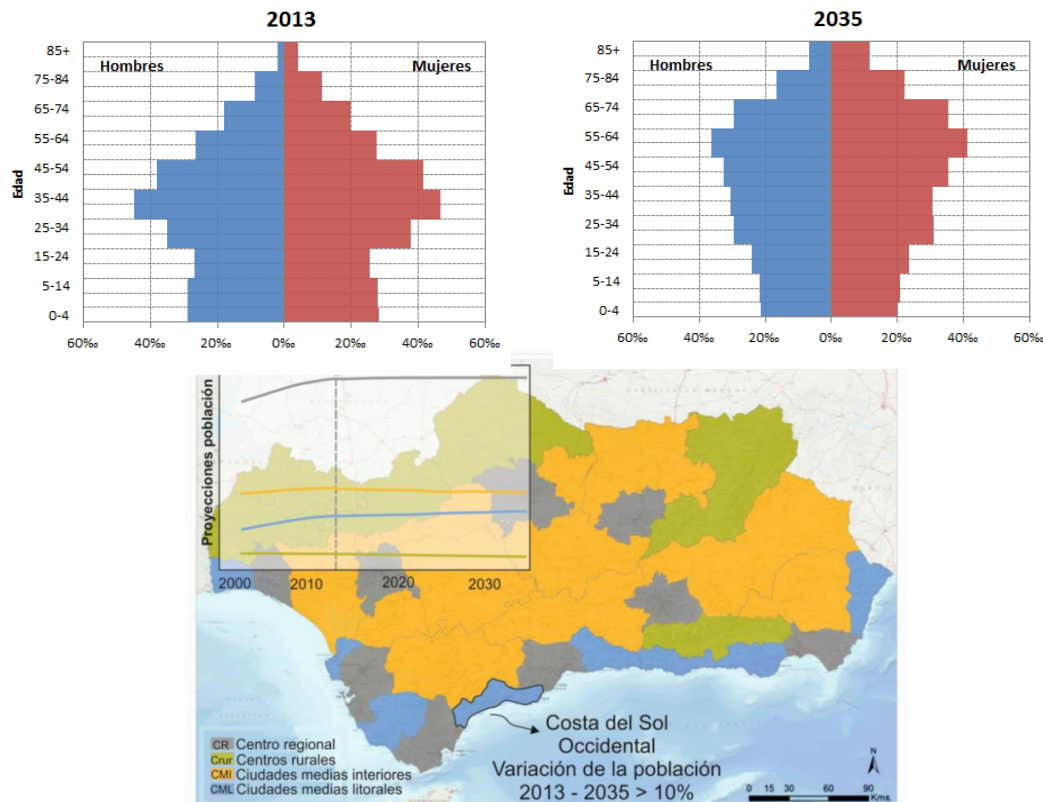 2013
85+
75-84
65-74
55-64
45-54
35-44
25-34
15-24
5-14
0-4
Edad
Hombres
Mujeres
60‰ 40‰ 20‰ 0‰ 20‰ 40‰ 60‰
2035
85+
75-84
65-74
55-64
45-54
35-44
25-34
15-24
5-14
0-4
Edad
Hombres
Mujeres
60‰ 40‰ 20‰ 0‰ 20‰ 40‰ 60‰
Proyecciones población
2000 2010 2020 2030
CR Centro regional
Crur Centros rurales
CMI Ciudades medias interiores
CML Ciudades medias litorales
Costa del Sol
Occidental
Variación de la población
2013 - 2035 > 10%
N
0 15 30 60 90
Kms.